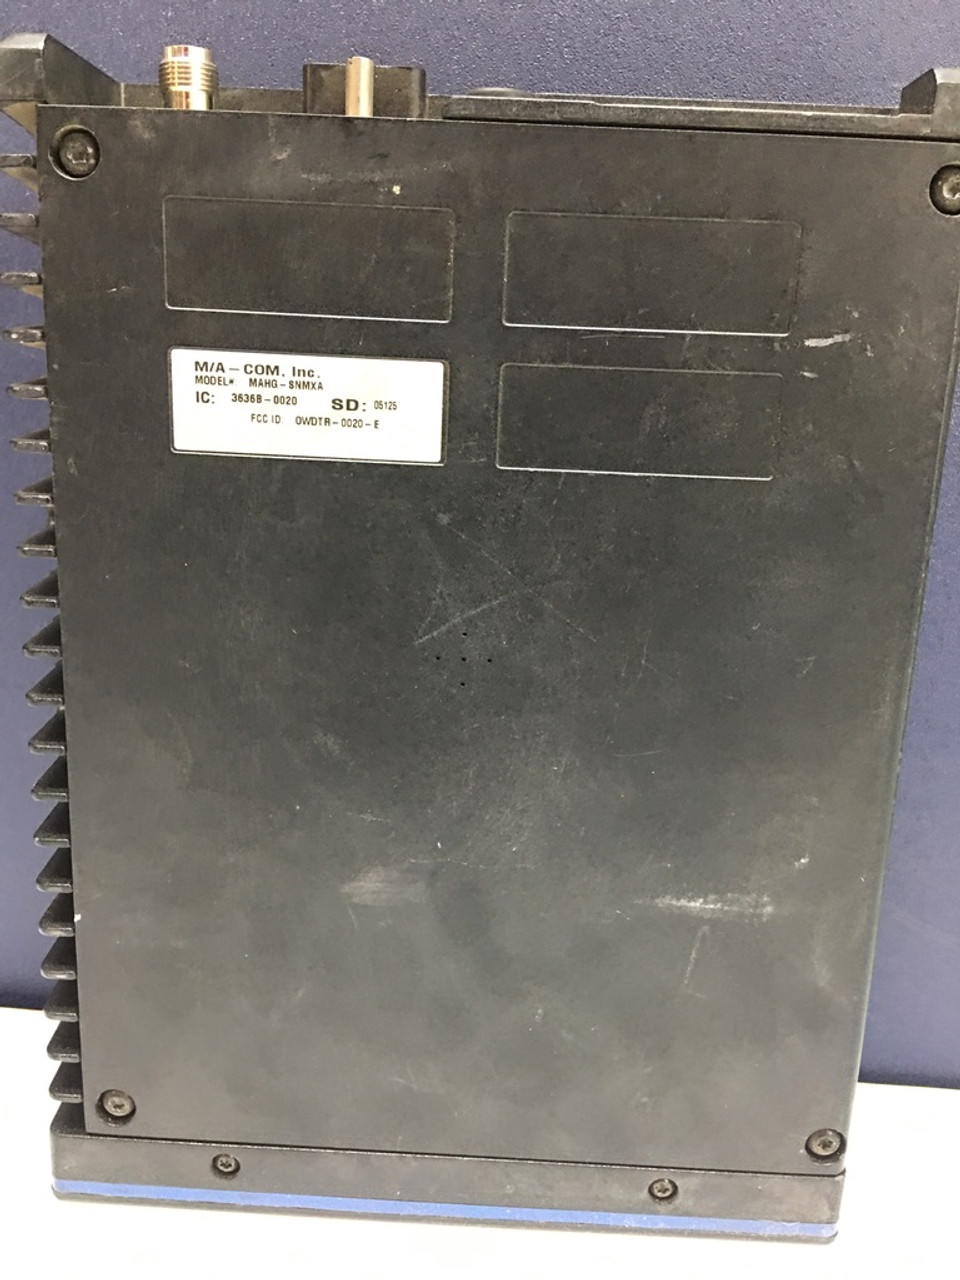 M/A-COM, Inc.
MODEL# MAHG-SNMXA
IC: 3636B-0020 SD: 05125
FCC ID: OWDTR-0020-E